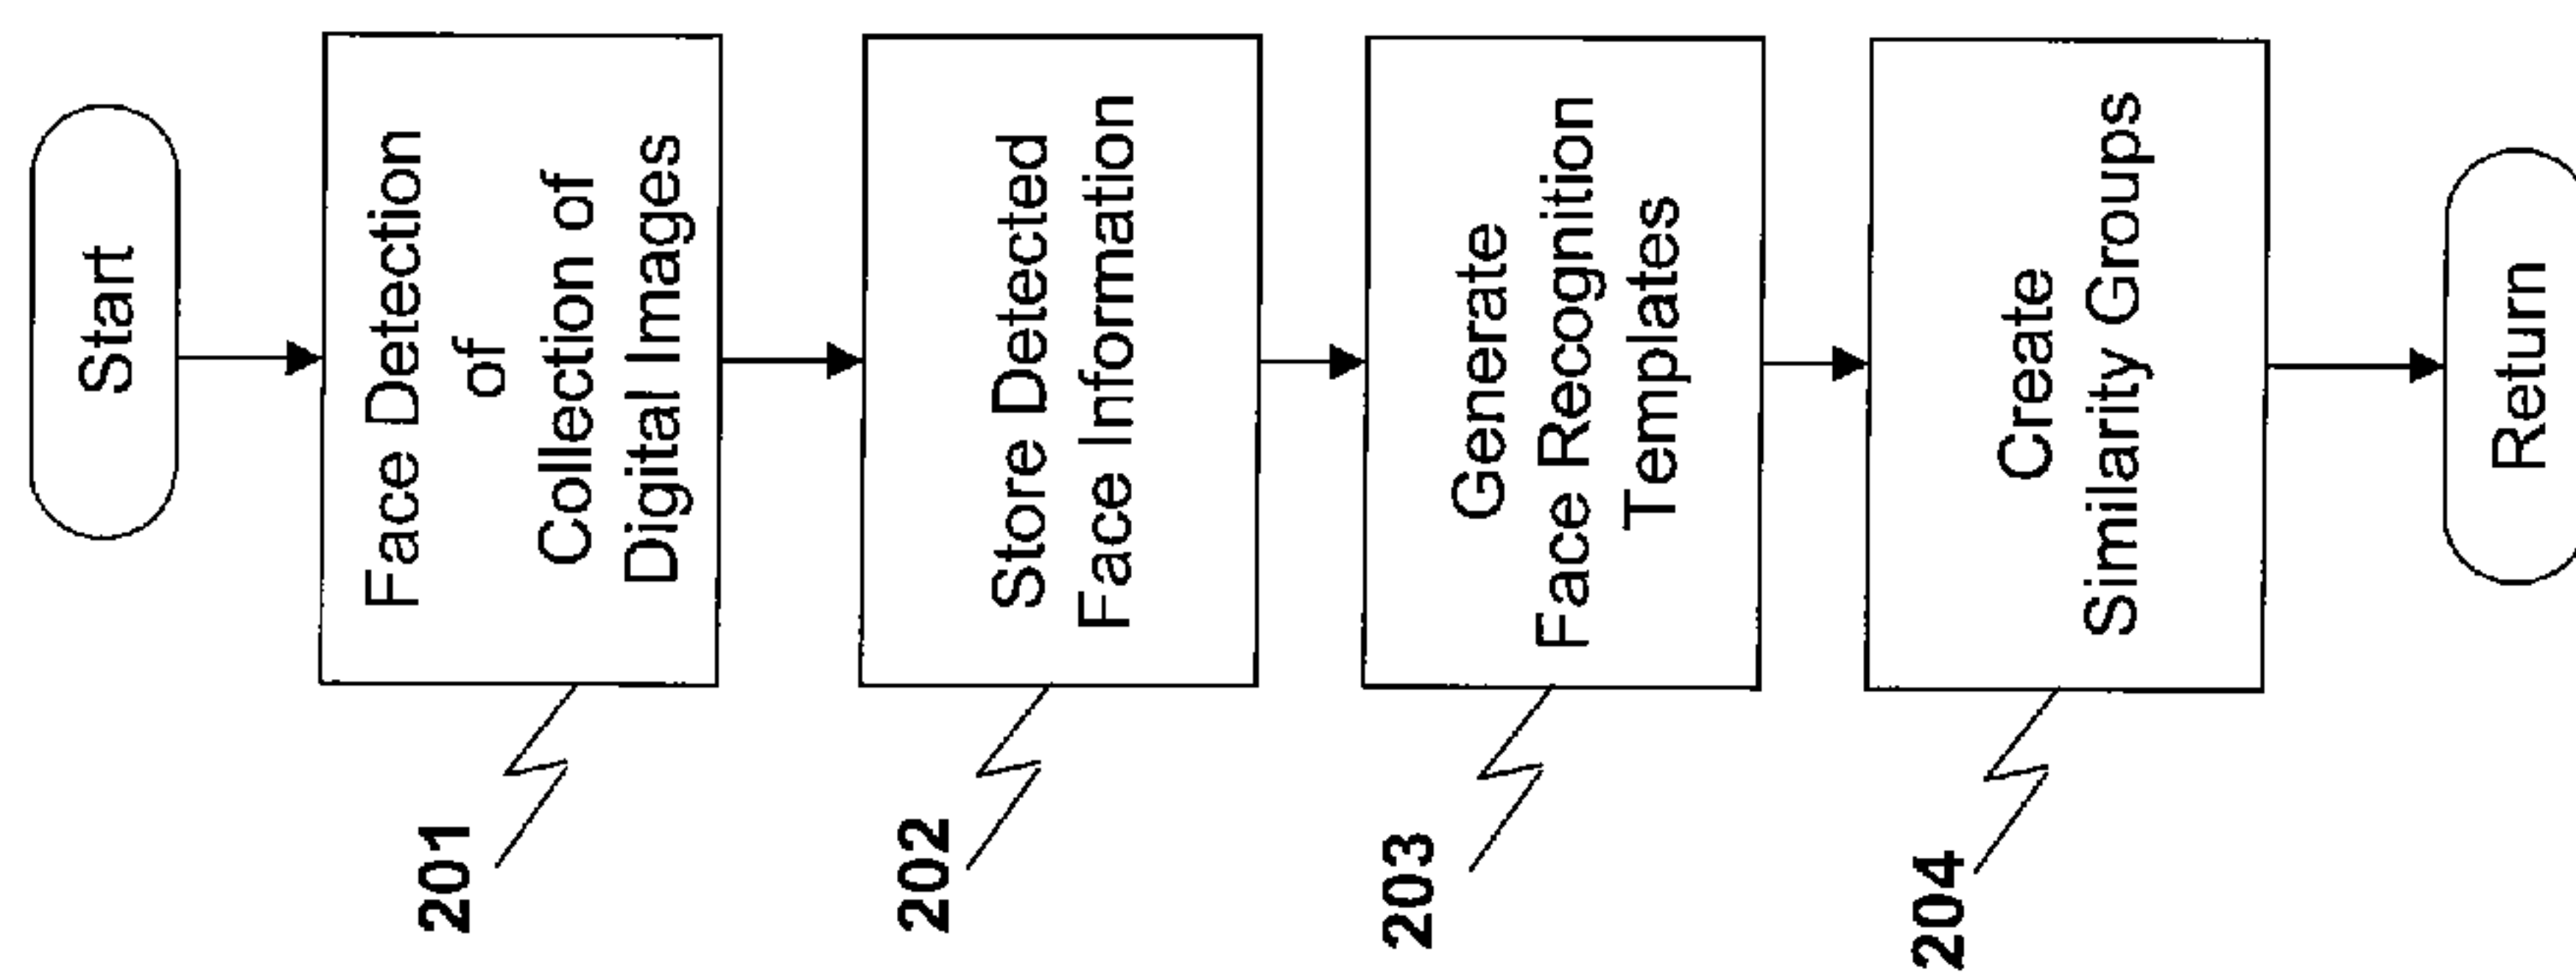 Start
Face Detection
of
Collection of
Digital Images
201
Store Detected
Face Information
202
Generate
Face Recognition
Templates
203
Create
Similarity Groups
204
Return